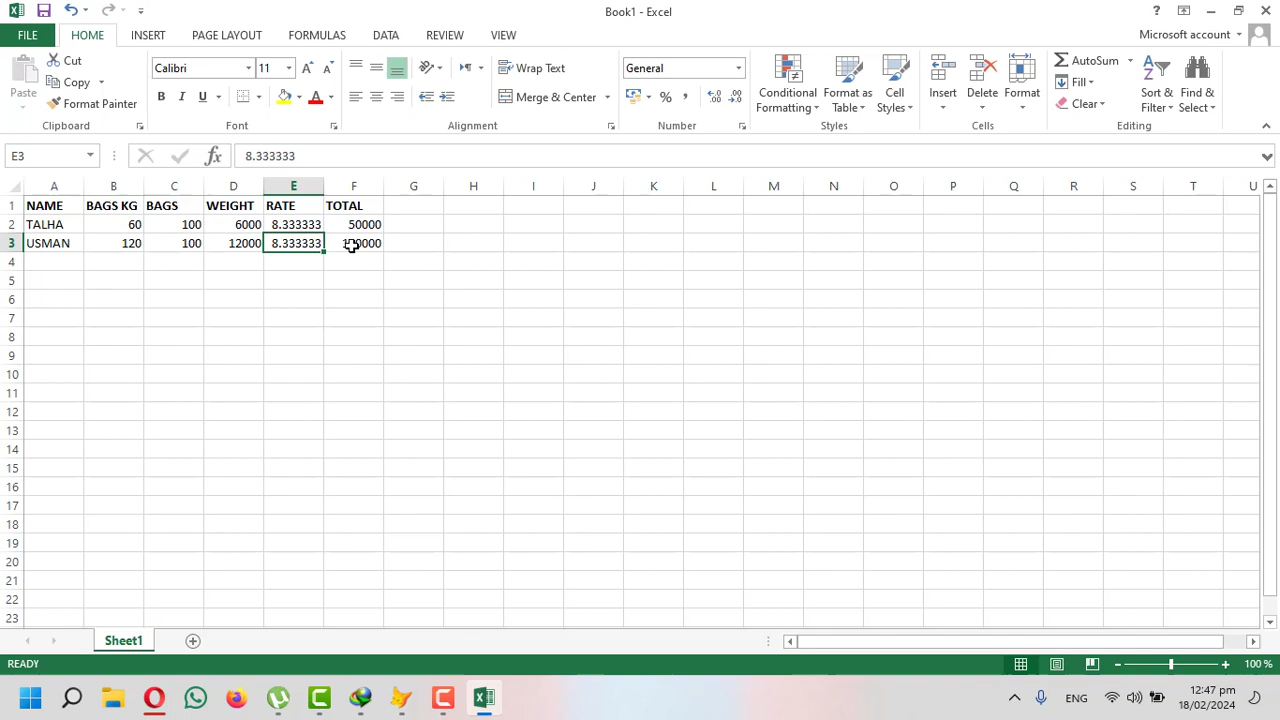 Book1 - Excel
FILE HOME INSERT PAGE LAYOUT FORMULAS DATA REVIEW VIEW Microsoft account
Paste Cut Copy Format Painter Clipboard
Calibri 11 B I U A Font
Wrap Text Merge & Center Alignment
General % , Number
Conditional Formatting Format as Table Cell Styles Styles
Insert Delete Format Cells
AutoSum Fill Clear Sort & Filter Find & Select Editing
E3 fx 8.333333
A B C D E F G H I J K L M N O P Q R S T U
1 NAME BAGS KG BAGS WEIGHT RATE TOTAL
2 TALHA 60 100 6000 8.333333 50000
3 USMAN 120 100 12000 8.333333
4
5
6
7
8
9
10
11
12
13
14
15
16
17
18
19
20
21
22
23
Sheet1
READY 100 %
ENG 12:47 pm
18/02/2024